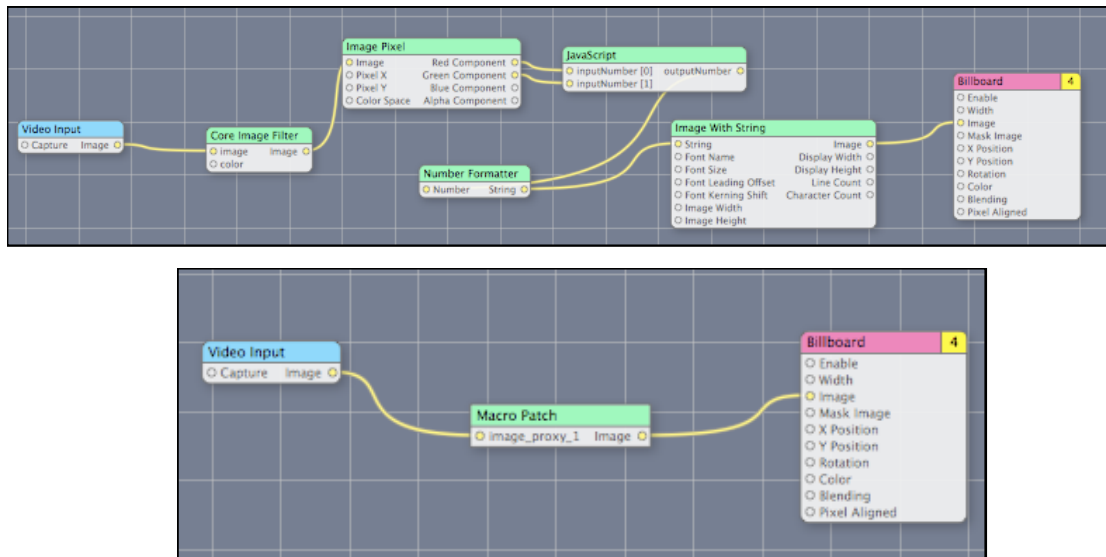 Video Input
Capture Image
Core Image Filter
image Image
color
Image Pixel
Image Red Component
Pixel X Green Component
Pixel Y Blue Component
Color Space Alpha Component
JavaScript
inputNumber [0] outputNumber
inputNumber [1]
Number Formatter
Number String
Image With String
String Image
Font Name Display Width
Font Size Display Height
Font Leading Offset Line Count
Font Kerning Shift Character Count
Image Width
Image Height
Billboard 4
Enable
Width
Image
Mask Image
X Position
Y Position
Rotation
Color
Blending
Pixel Aligned
Video Input
Capture Image
Macro Patch
image_proxy_1 Image
Billboard 4
Enable
Width
Image
Mask Image
X Position
Y Position
Rotation
Color
Blending
Pixel Aligned